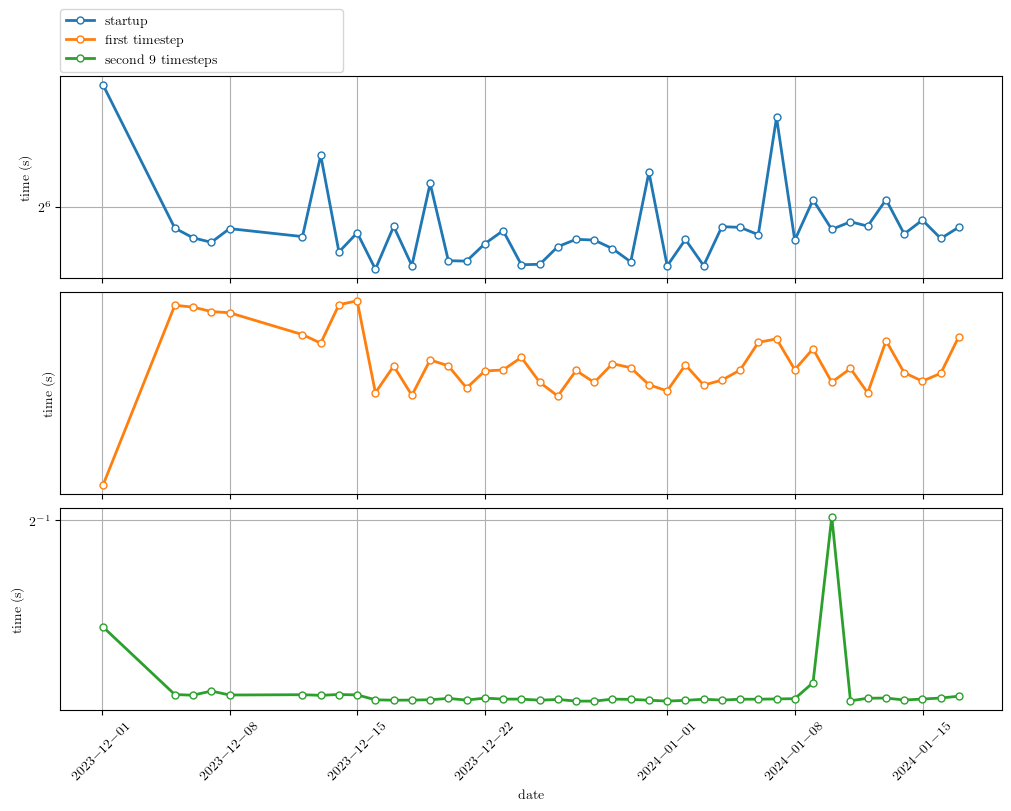 startup
first timestep
second 9 timesteps
time (s)
2^6
time (s)
2^−1
time (s)
2023−12−01
2023−12−08
2023−12−15
2023−12−22
2024−01−01
2024−01−08
2024−01−15
date